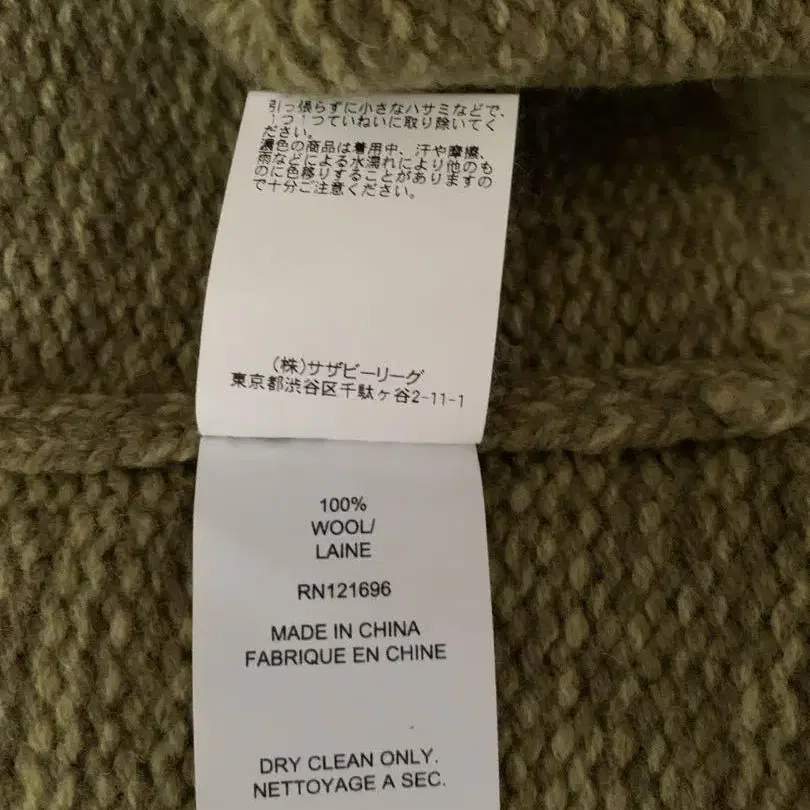 引っ張らずに小さなハサミなどで、
1つ1つていねいに取り除いてく
ださい。
濃色の商品は着用中、汗や摩擦、
雨などによる水濡れにより他のも
のに色移りすることがありますの
で十分ご注意ください。
(株)サザビーリーグ
東京都渋谷区千駄ヶ谷2-11-1
100%
WOOL/
LAINE
RN121696
MADE IN CHINA
FABRIQUE EN CHINE
DRY CLEAN ONLY.
NETTOYAGE A SEC.